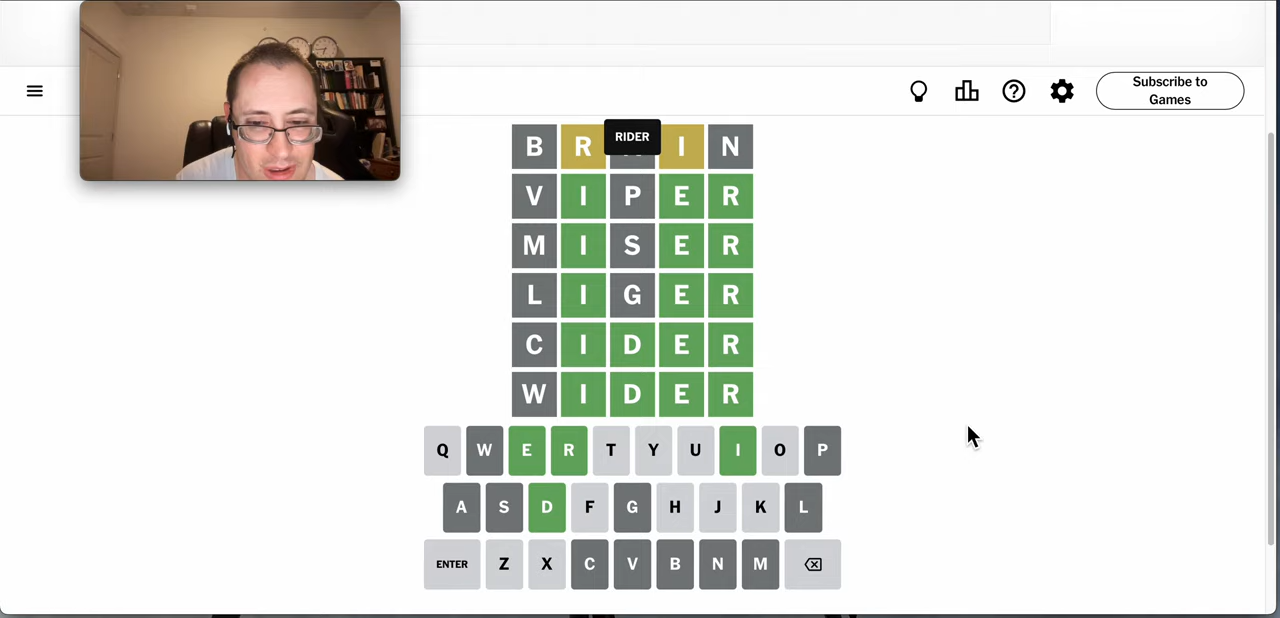 Subscribe to
Games
RIDER
B R I N
V I P E R
M I S E R
L I G E R
C I D E R
W I D E R
Q W E R T Y U I O P
A S D F G H J K L
ENTER Z X C V B N M